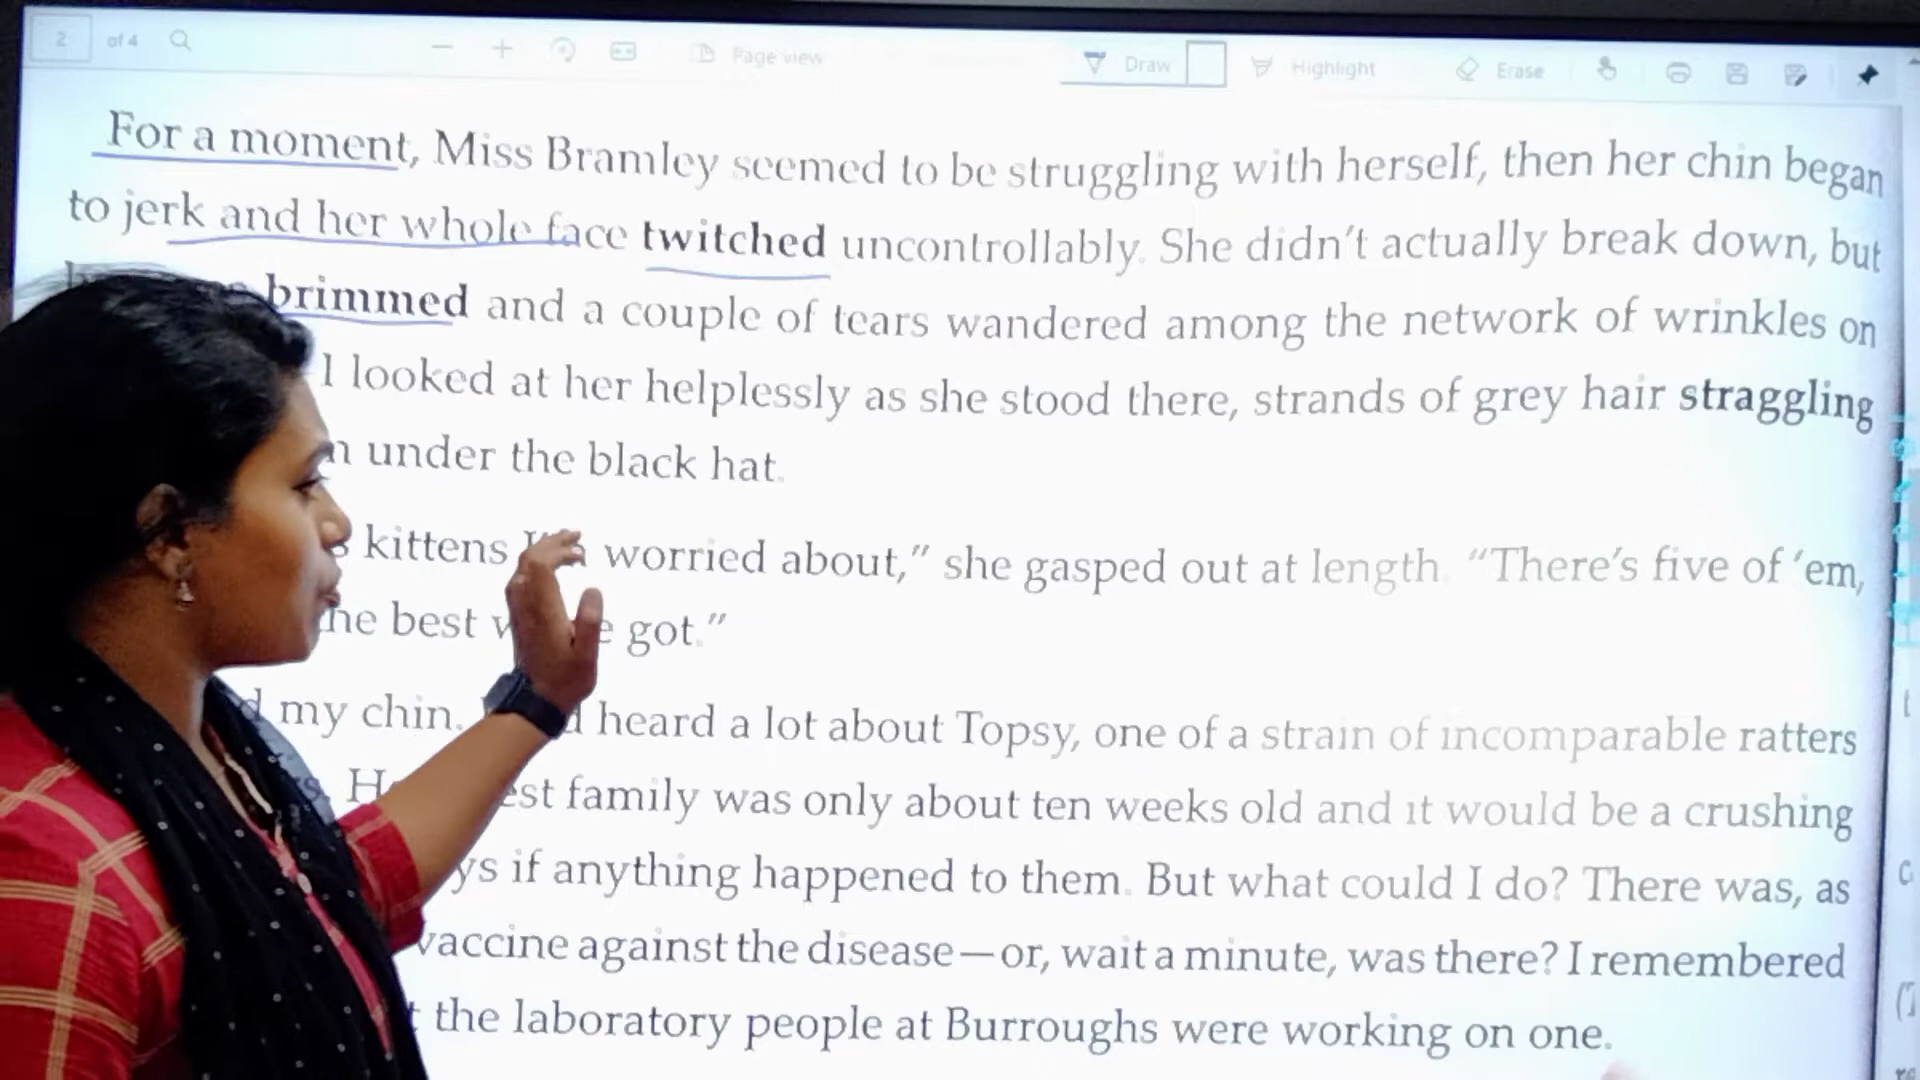 2 of 4 Page view Draw Highlight Erase
For a moment, Miss Bramley seemed to be struggling with herself, then her chin began
to jerk and her whole face twitched uncontrollably. She didn't actually break down, but
brimmed and a couple of tears wandered among the network of wrinkles on
I looked at her helplessly as she stood there, strands of grey hair straggling
under the black hat.
kittens worried about,” she gasped out at length. “There's five of ’em,
best got.”
my chin. heard a lot about Topsy, one of a strain of incomparable ratters
family was only about ten weeks old and it would be a crushing
if anything happened to them. But what could I do? There was, as
vaccine against the disease—or, wait a minute, was there? I remembered
the laboratory people at Burroughs were working on one.